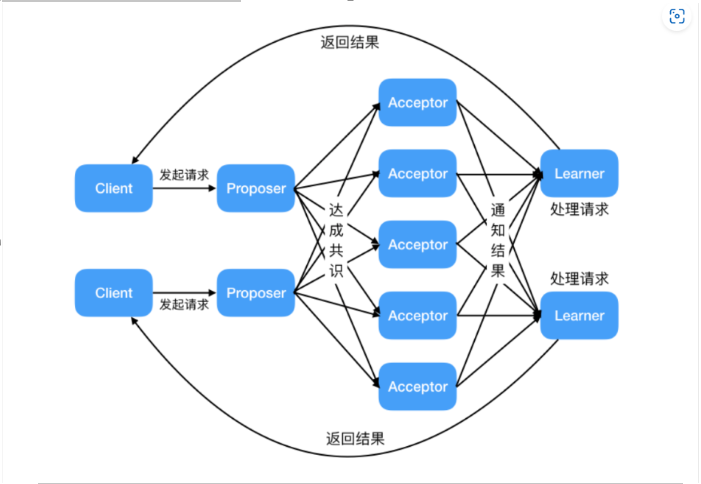 返回结果
Acceptor
Client
发起请求
Proposer
Acceptor
Learner
处理请求
达成共识
Acceptor
通知结果
Client
发起请求
Proposer
Acceptor
处理请求
Learner
Acceptor
返回结果